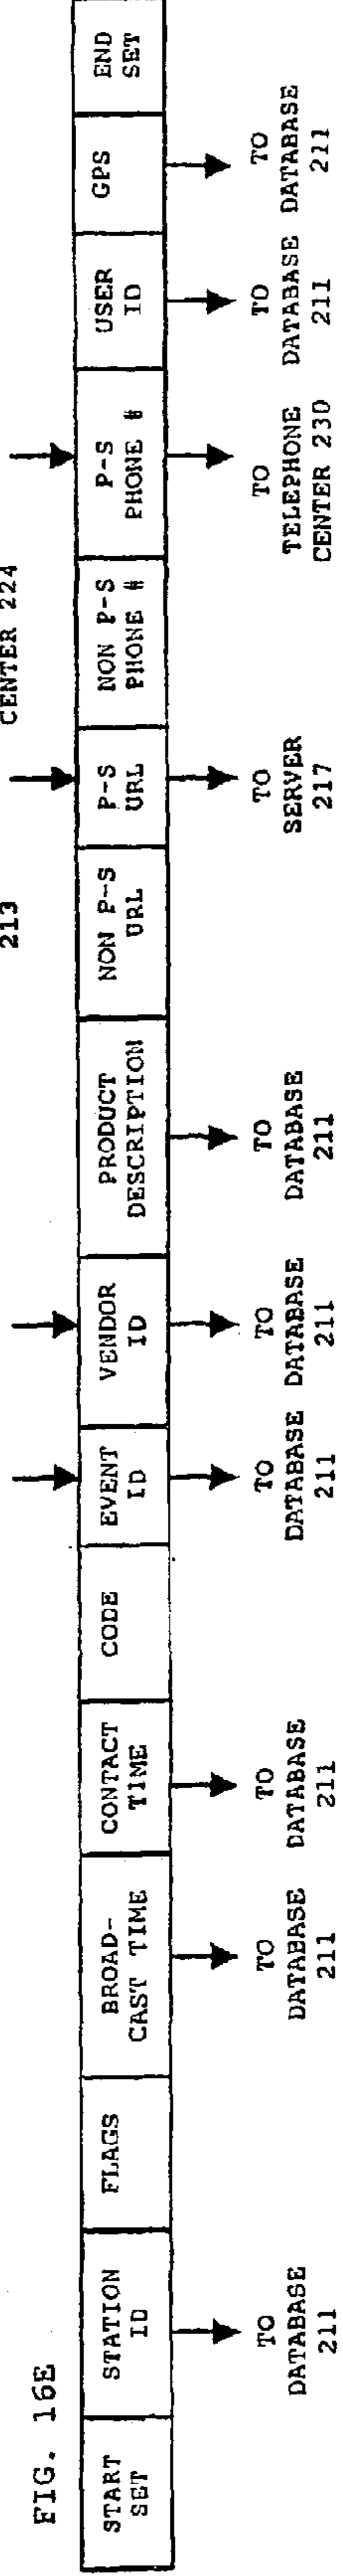 213
CENTER 224
FIG. 16E
START
SET
STATION
ID
FLAGS
BROAD-
CAST TIME
CONTACT
TIME
CODE
EVENT
ID
VENDOR
ID
PRODUCT
DESCRIPTION
NON P-S
URL
P-S
URL
NON P-S
PHONE #
P-S
PHONE #
USER
ID
GPS
END
SET
TO
DATABASE
211
TO
DATABASE
211
TO
DATABASE
211
TO
DATABASE
211
TO
DATABASE
211
TO
DATABASE
211
TO
SERVER
217
TO
TELEPHONE
CENTER 230
TO
DATABASE
211
TO
DATABASE
211